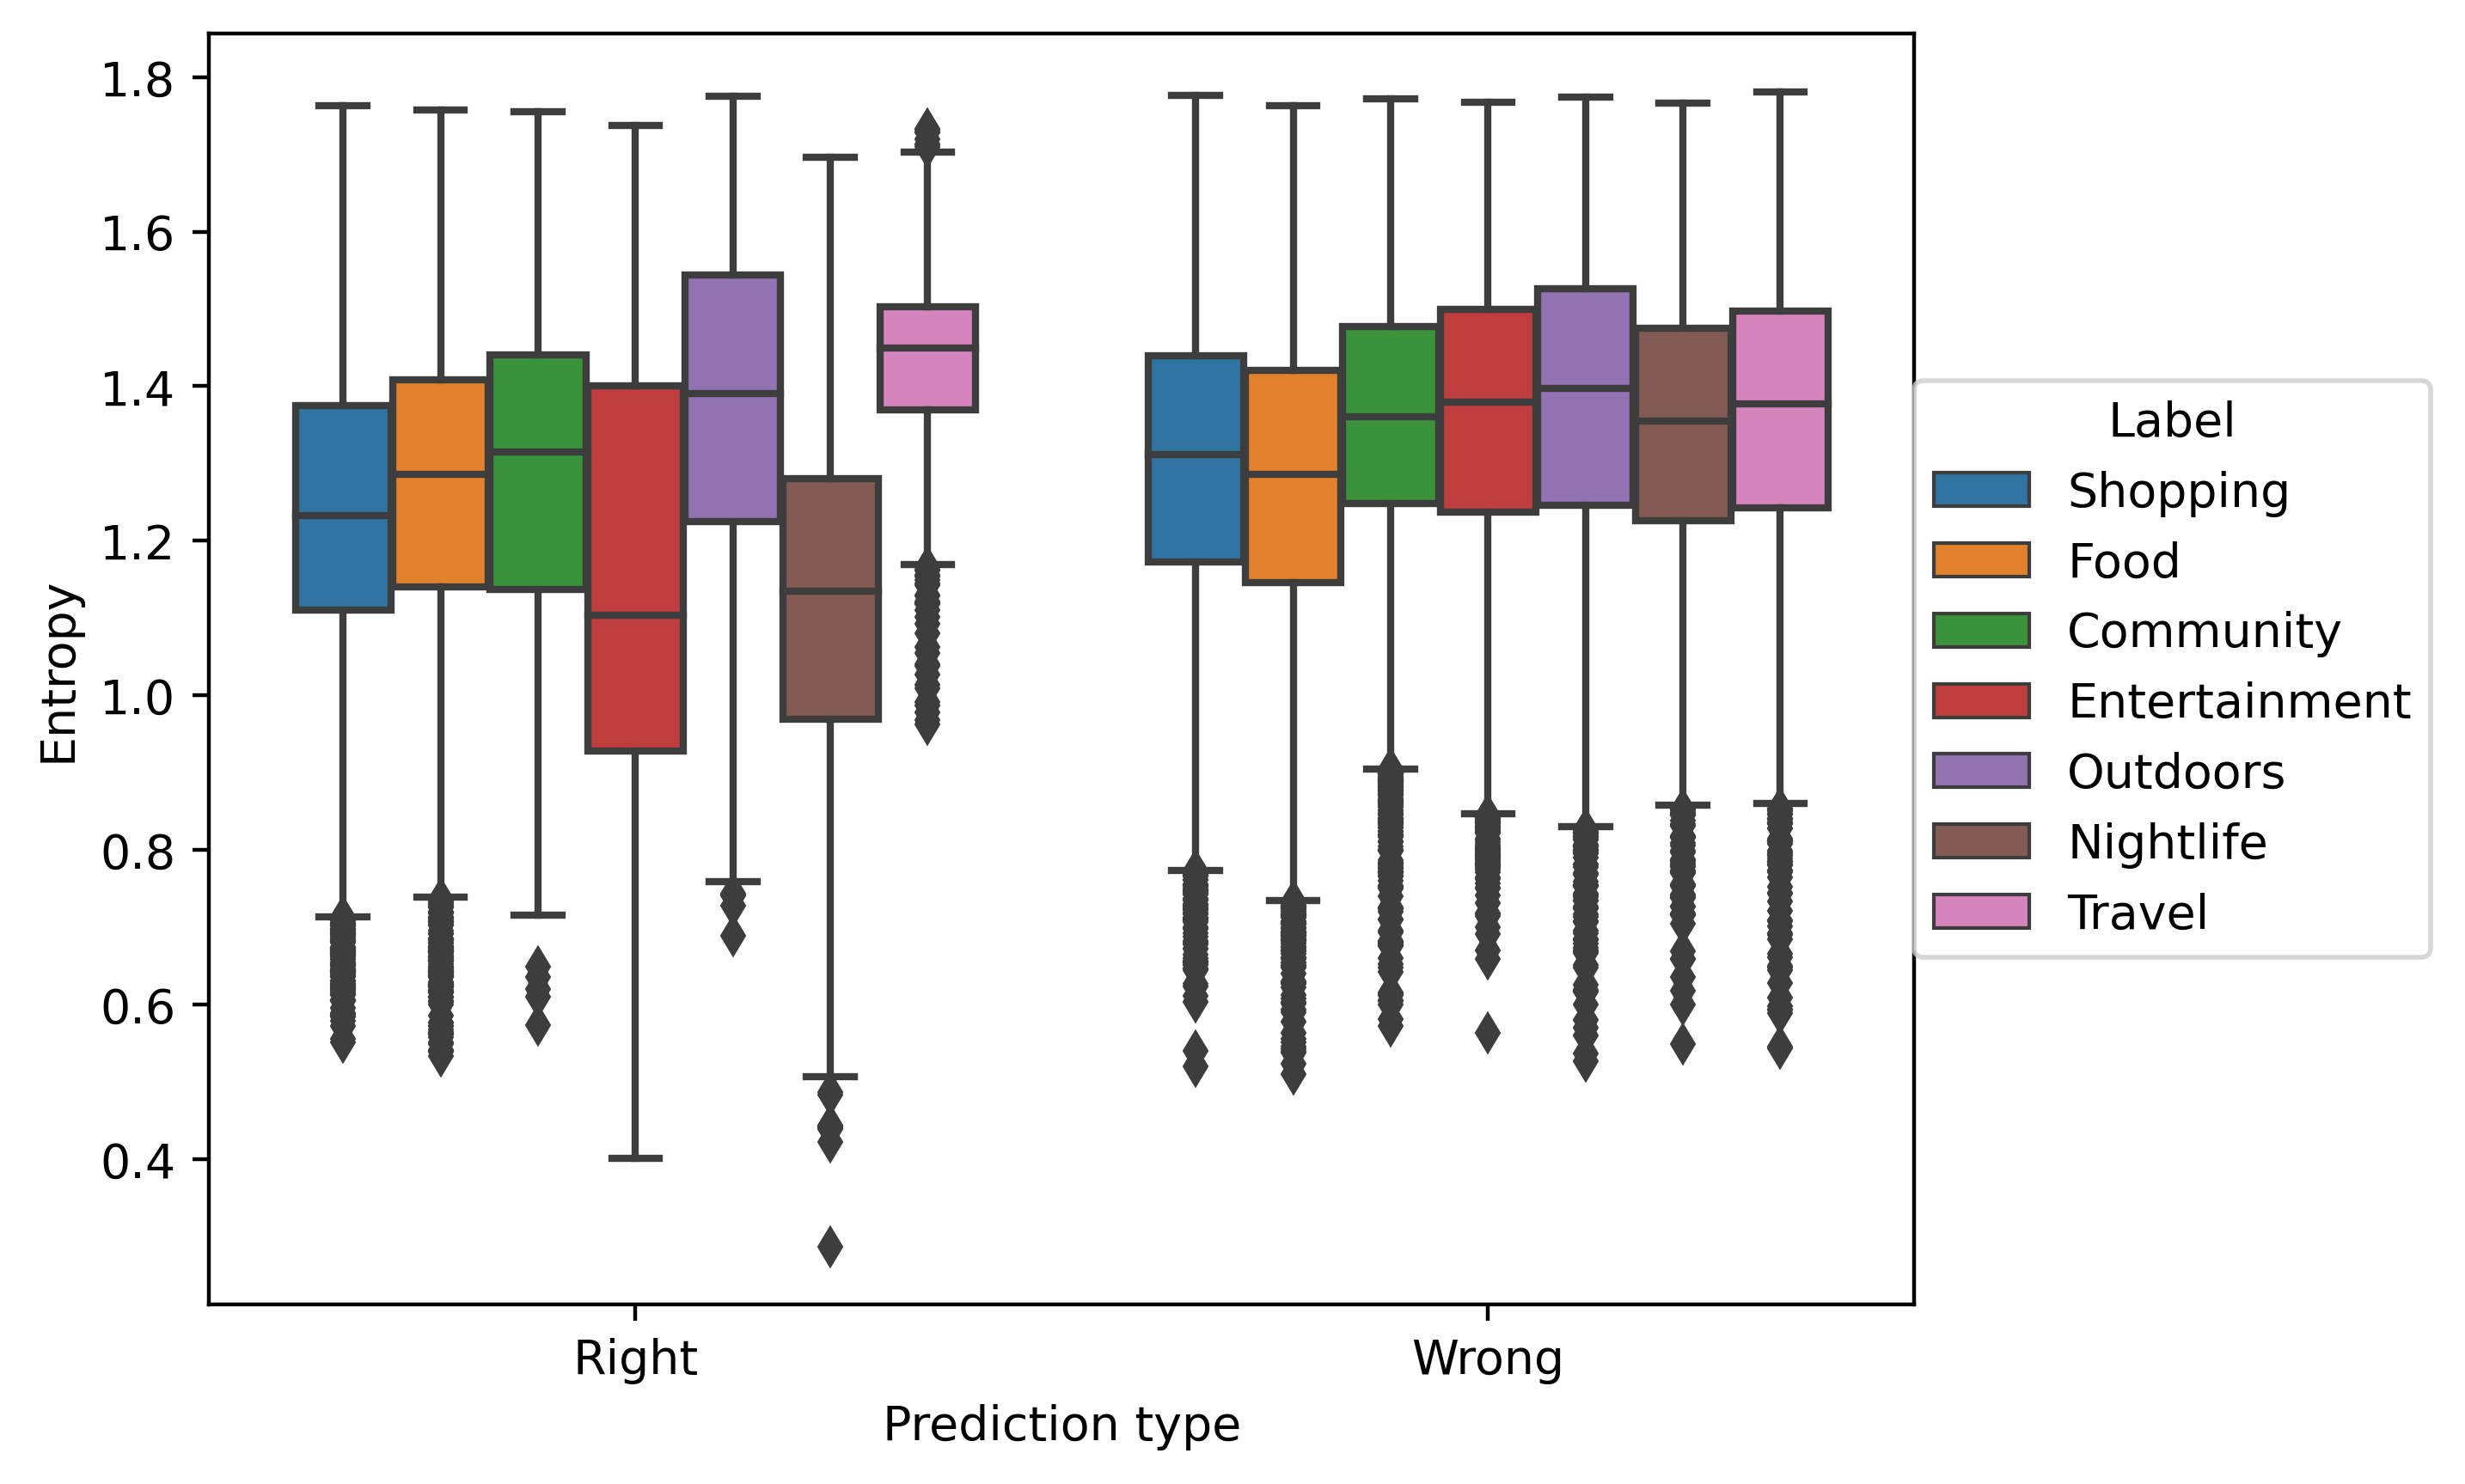 1.8
1.6
1.4
1.2
1.0
0.8
0.6
0.4
Entropy
Right
Wrong
Prediction type
Label
Shopping
Food
Community
Entertainment
Outdoors
Nightlife
Travel